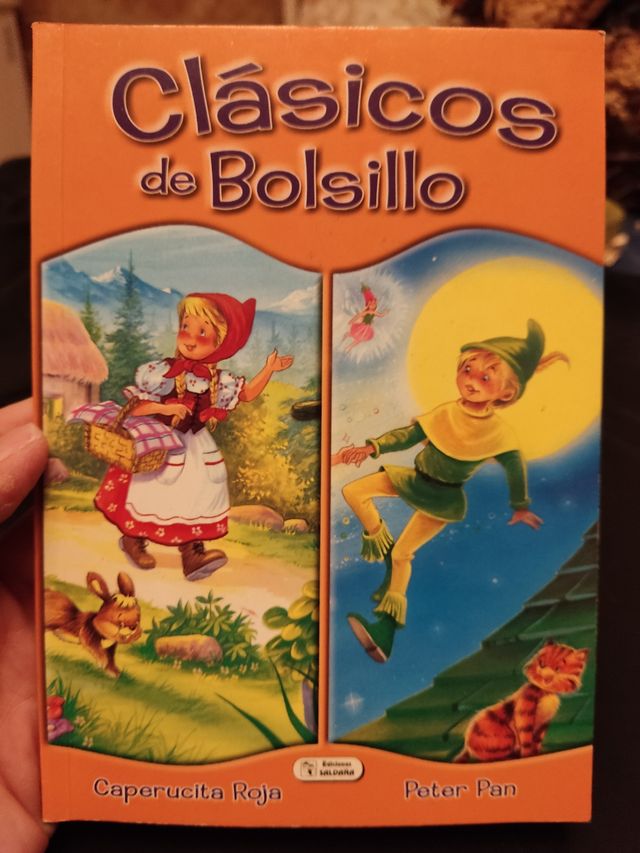 Clásicos
de Bolsillo
Ediciones
SALDAÑA
Caperucita Roja
Peter Pan